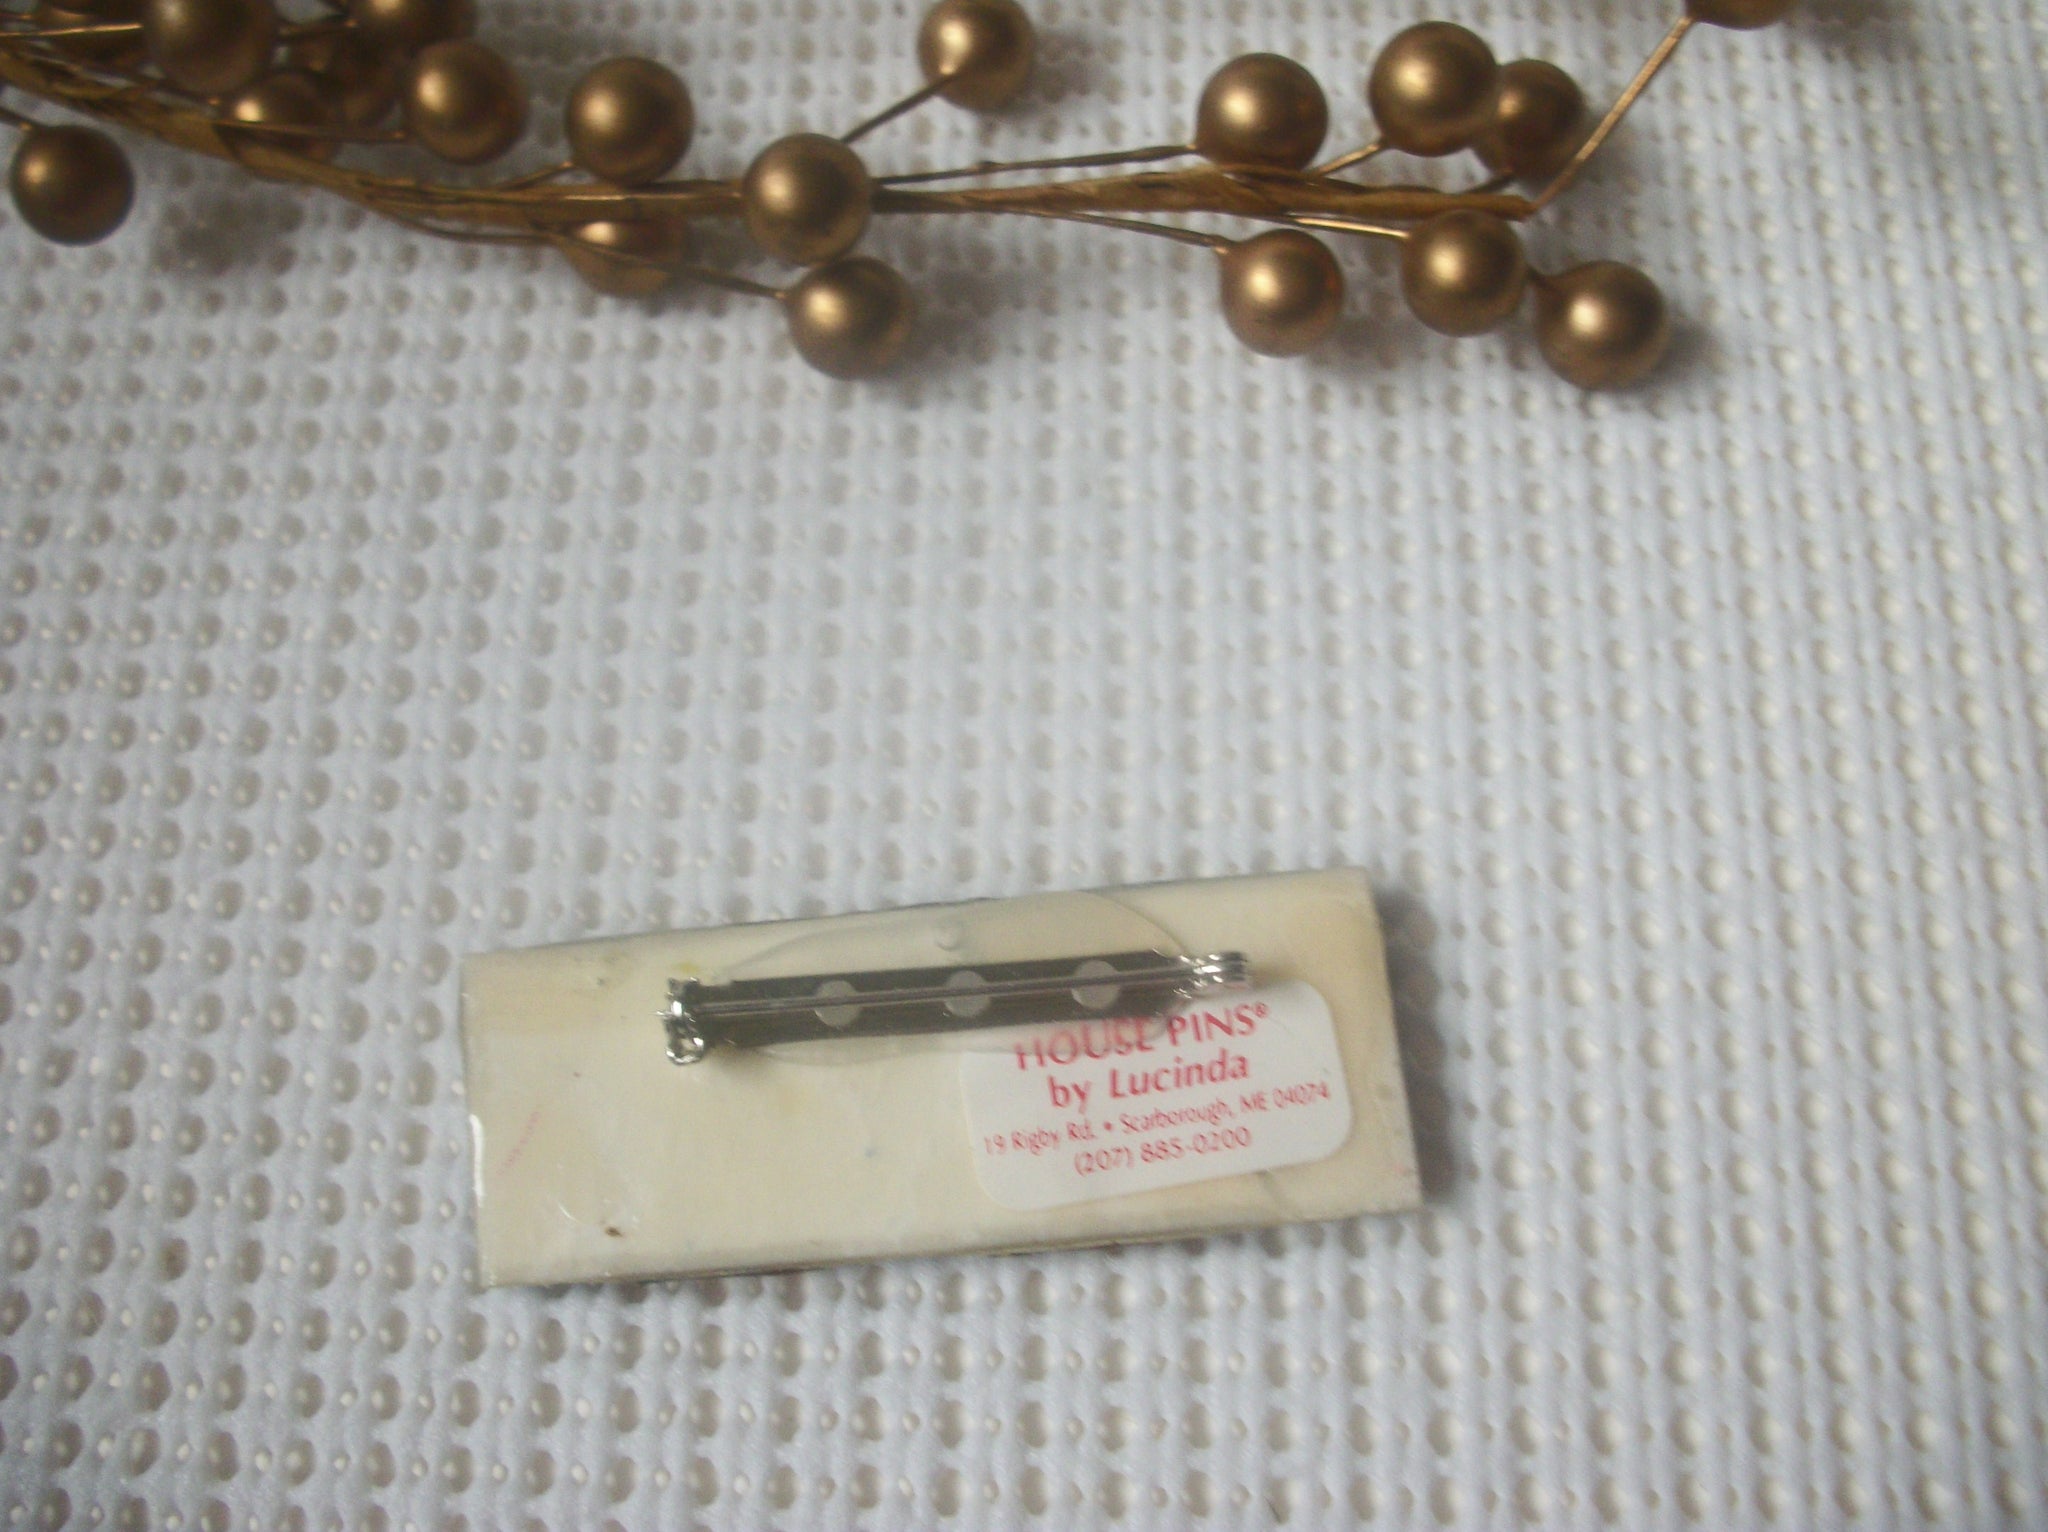 HOUSE PINS®
by Lucinda
19 Rigby Rd. • Scarborough, ME 04074
(207) 885-0200